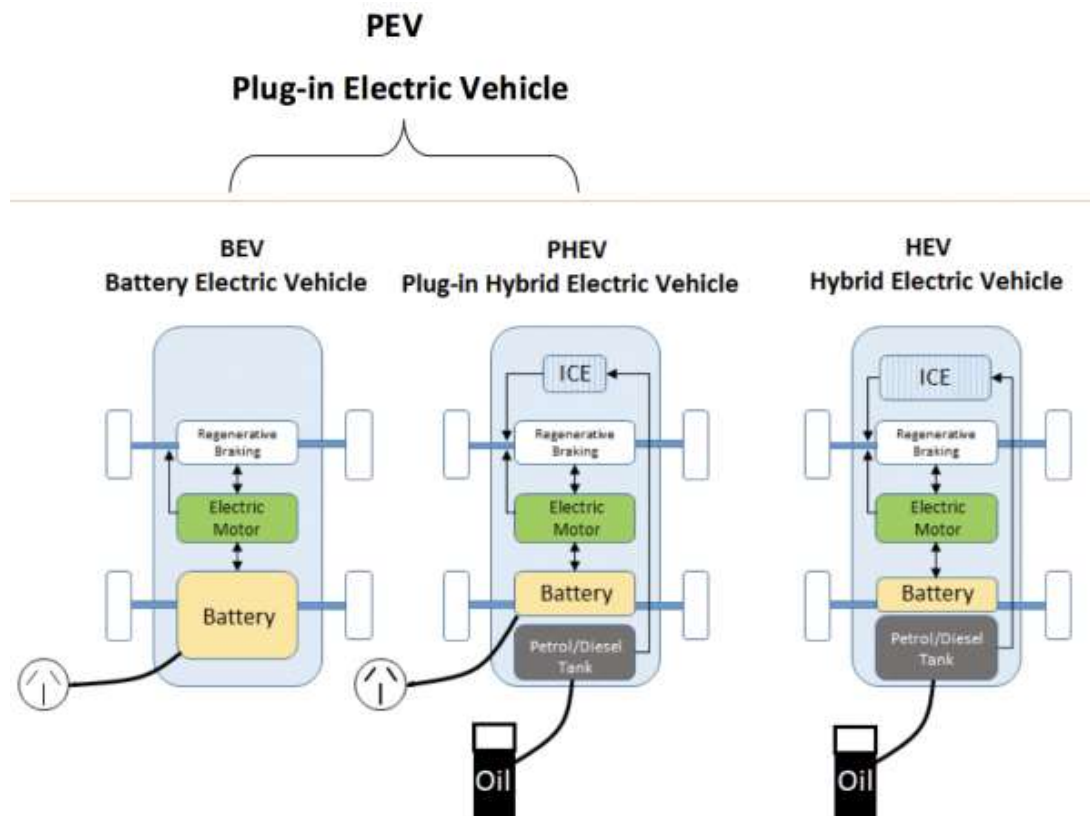 PEV
Plug-in Electric Vehicle
BEV
Battery Electric Vehicle
PHEV
Plug-in Hybrid Electric Vehicle
HEV
Hybrid Electric Vehicle
Regenerative
Braking
Electric
Motor
Battery
ICE
Regenerative
Braking
Electric
Motor
Battery
Petrol/Diesel
Tank
Oil
ICE
Regenerative
Braking
Electric
Motor
Battery
Petrol/Diesel
Tank
Oil